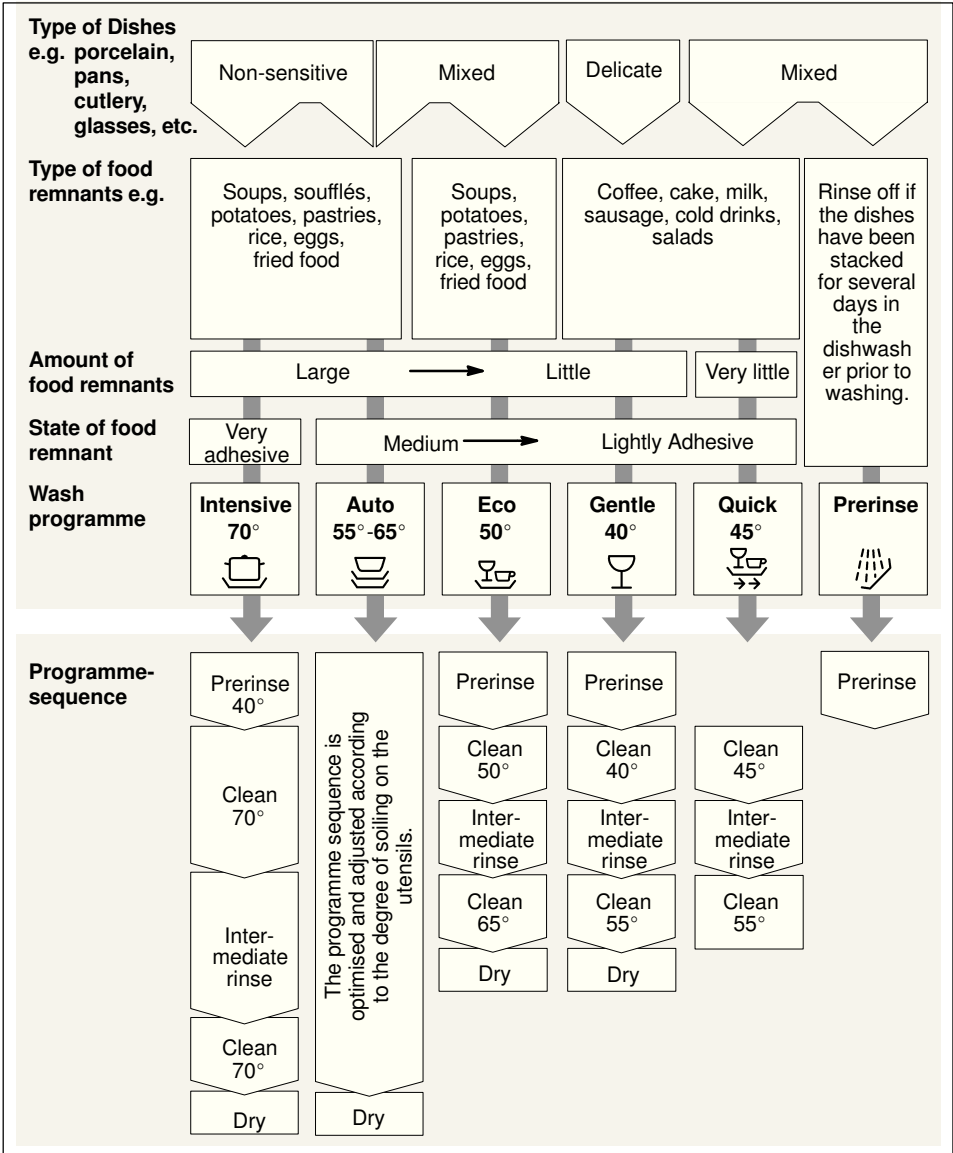 Type of Dishes
e.g. porcelain,
pans,
cutlery,
glasses, etc.
Non-sensitive
Mixed
Delicate
Mixed
Type of food
remnants e.g.
Soups, soufflés,
potatoes, pastries,
rice, eggs,
fried food
Soups,
potatoes,
pastries,
rice, eggs,
fried food
Coffee, cake, milk,
sausage, cold drinks,
salads
Rinse off if
the dishes
have been
stacked
for several
days in
the
dishwash
er prior to
washing.
Amount of
food remnants
Large → Little
Very little
State of food
remnant
Very
adhesive
Medium → Lightly Adhesive
Wash
programme
Intensive
70°
Auto
55°-65°
Eco
50°
Gentle
40°
Quick
45°
Prerinse
Programme-
sequence
Prerinse
40°
Clean
70°
Inter-
mediate
rinse
Clean
70°
Dry
The programme sequence is
optimised and adjusted according
to the degree of soiling on the
utensils.
Dry
Prerinse
Clean
50°
Inter-
mediate
rinse
Clean
65°
Dry
Prerinse
Clean
40°
Inter-
mediate
rinse
Clean
55°
Dry
Clean
45°
Inter-
mediate
rinse
Clean
55°
Prerinse